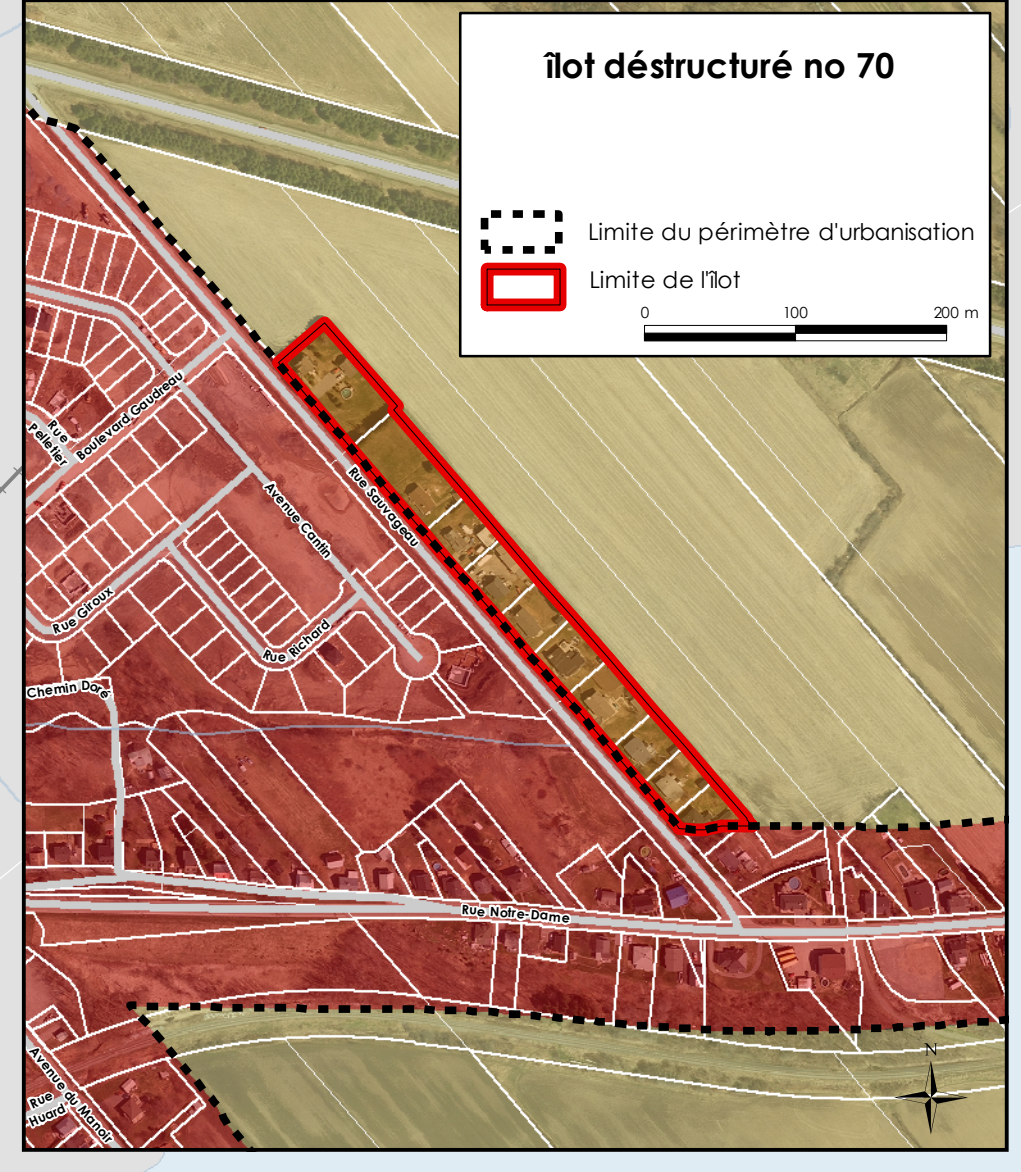 îlot déstructuré no 70
Limite du périmètre d'urbanisation
Limite de l'îlot
0 100 200 m
Boulevard Gaudreau
Rue
Pelletier
Rue Sauvageau
Avenue Cantin
Rue Giroux
Rue Richard
Chemin Doré
Rue Notre-Dame
Avenue du Manoir
Rue
Huard
N